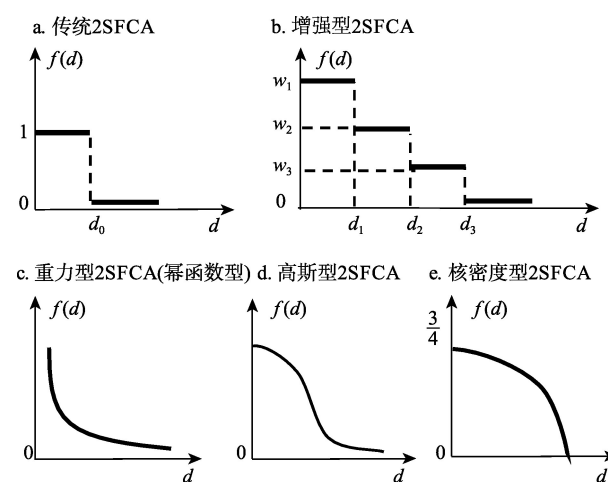 a. 传统2SFCA
b. 增强型2SFCA
f(d)
1
0
d₀
d
f(d)
w₁
w₂
w₃
0
d₁
d₂
d₃
d
c. 重力型2SFCA(幂函数型)
d. 高斯型2SFCA
e. 核密度型2SFCA
f(d)
0
d
f(d)
0
d
3/4
f(d)
0
d